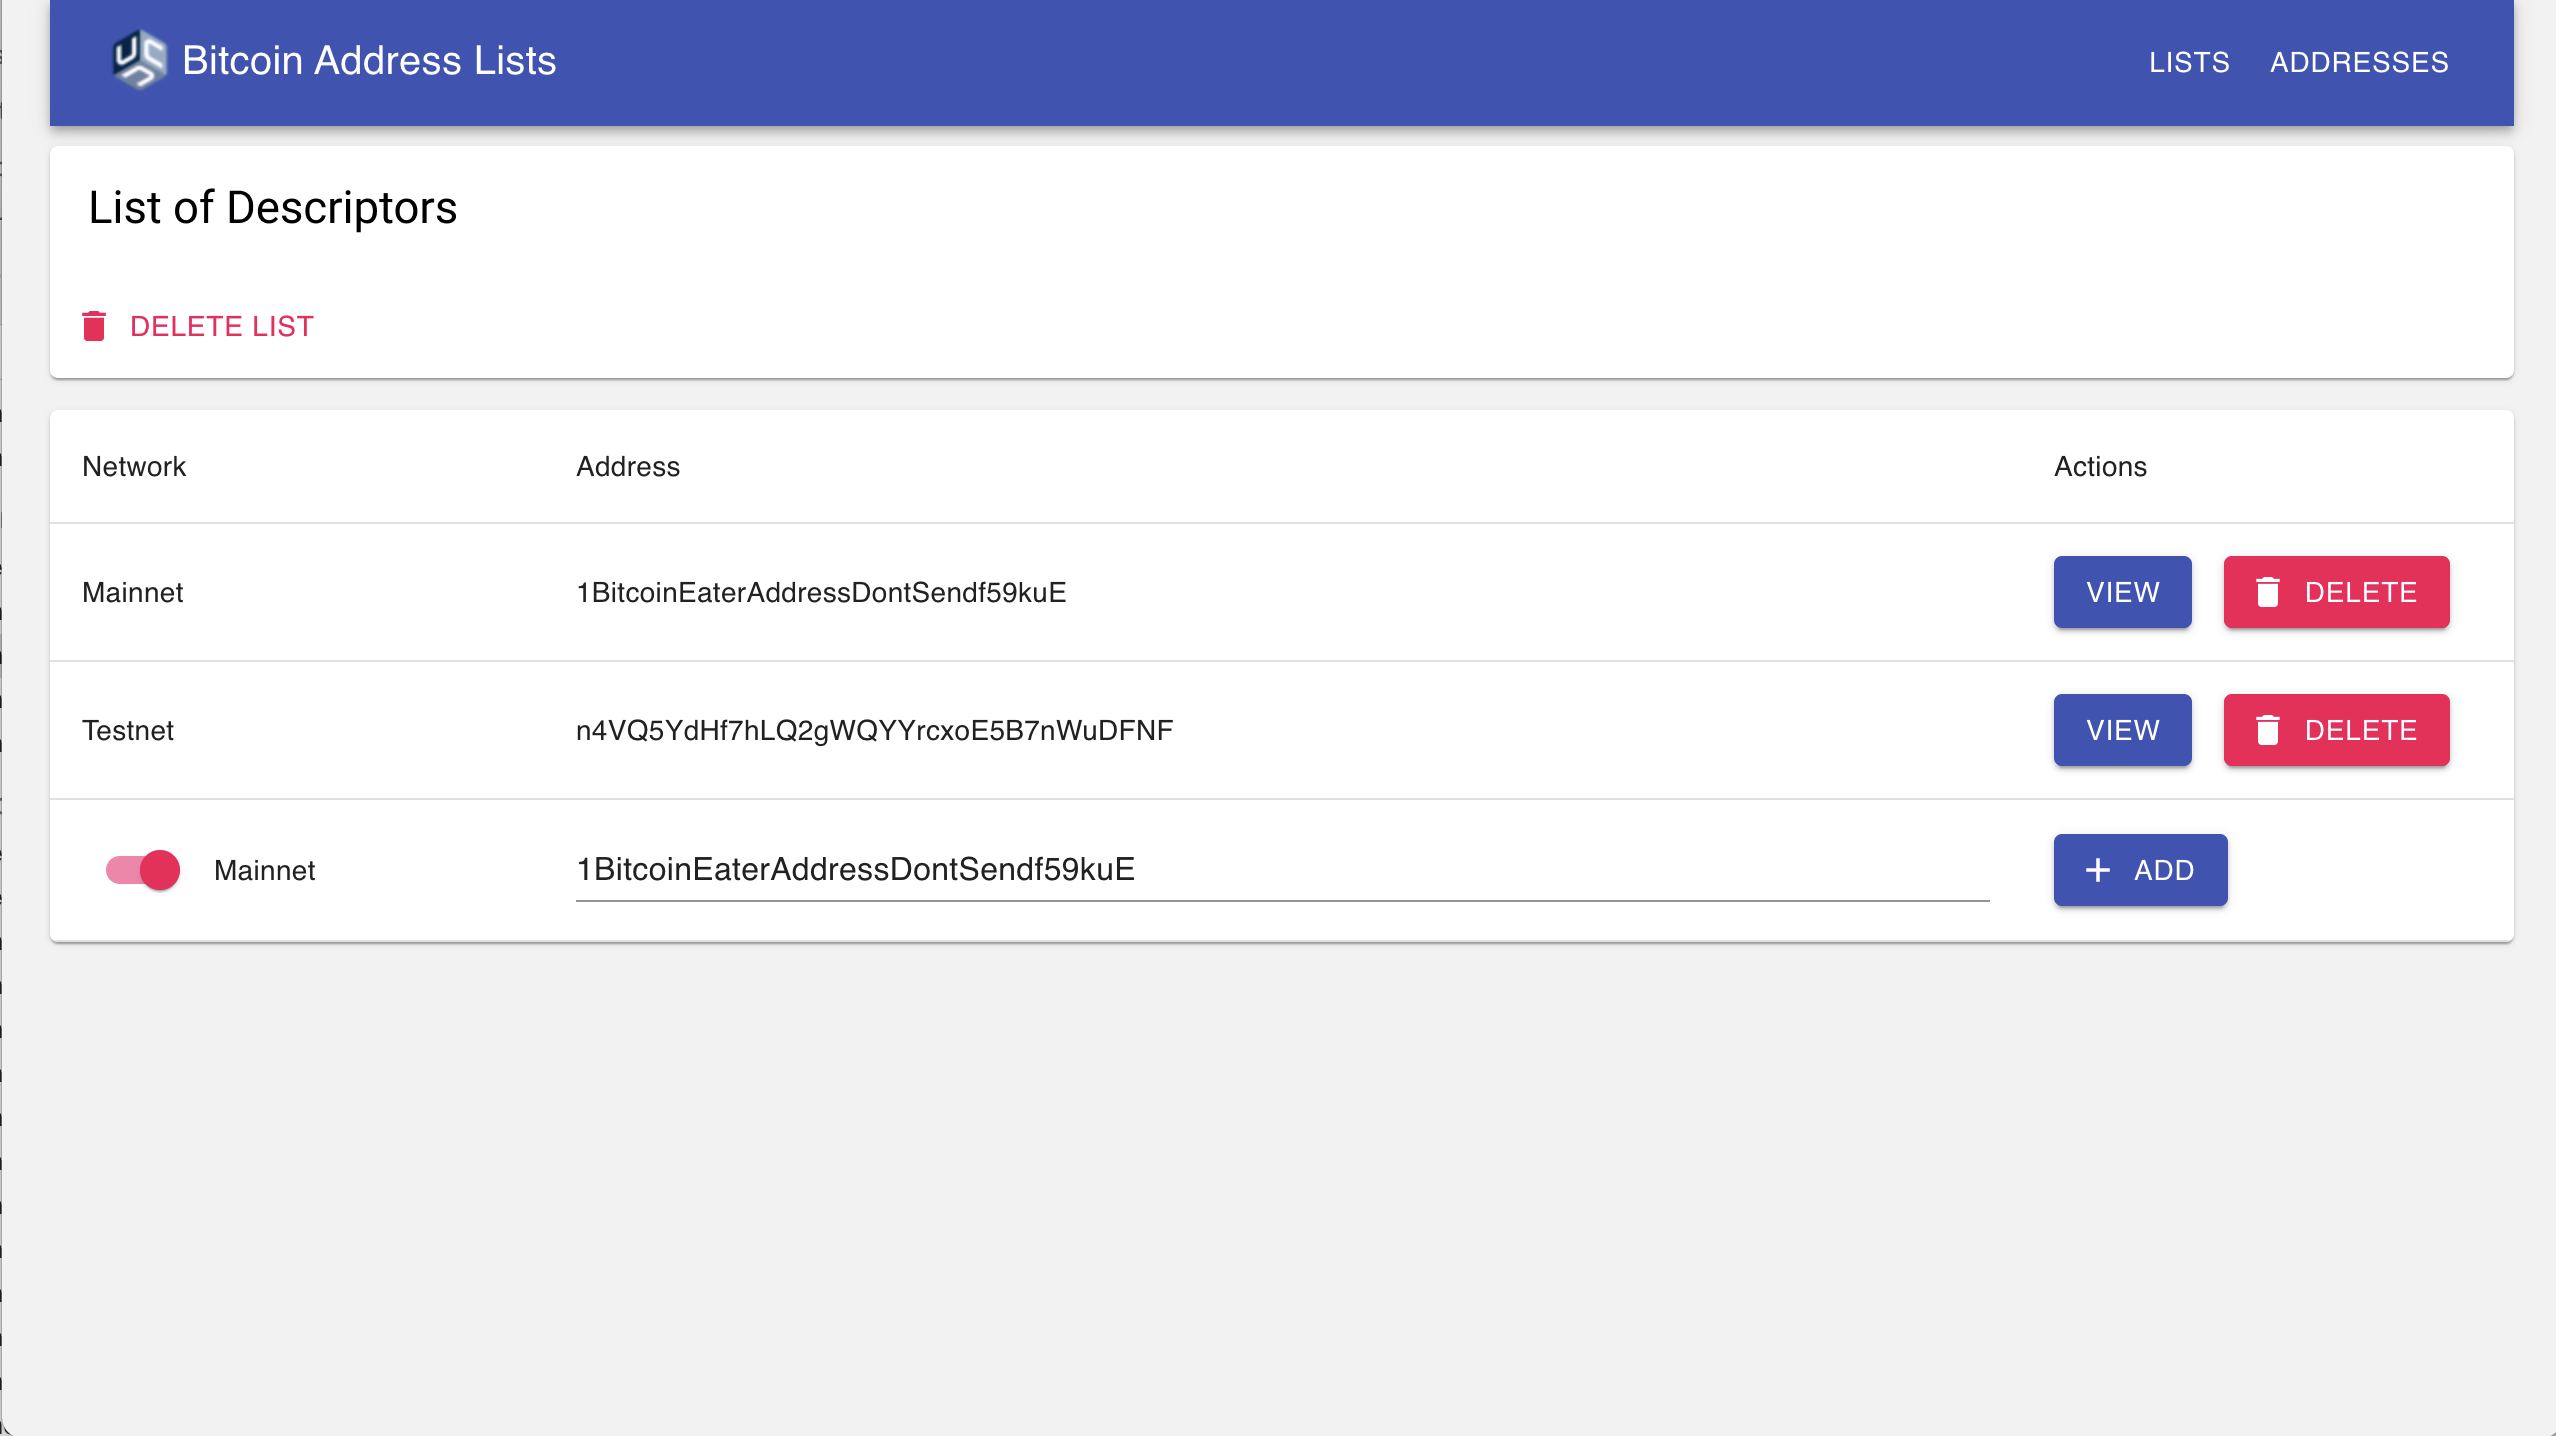 Bitcoin Address Lists LISTS ADDRESSES
List of Descriptors
DELETE LIST
Network Address Actions
Mainnet 1BitcoinEaterAddressDontSendf59kuE VIEW DELETE
Testnet n4VQ5YdHf7hLQ2gWQYYrcxoE5B7nWuDFNF VIEW DELETE
Mainnet 1BitcoinEaterAddressDontSendf59kuE + ADD